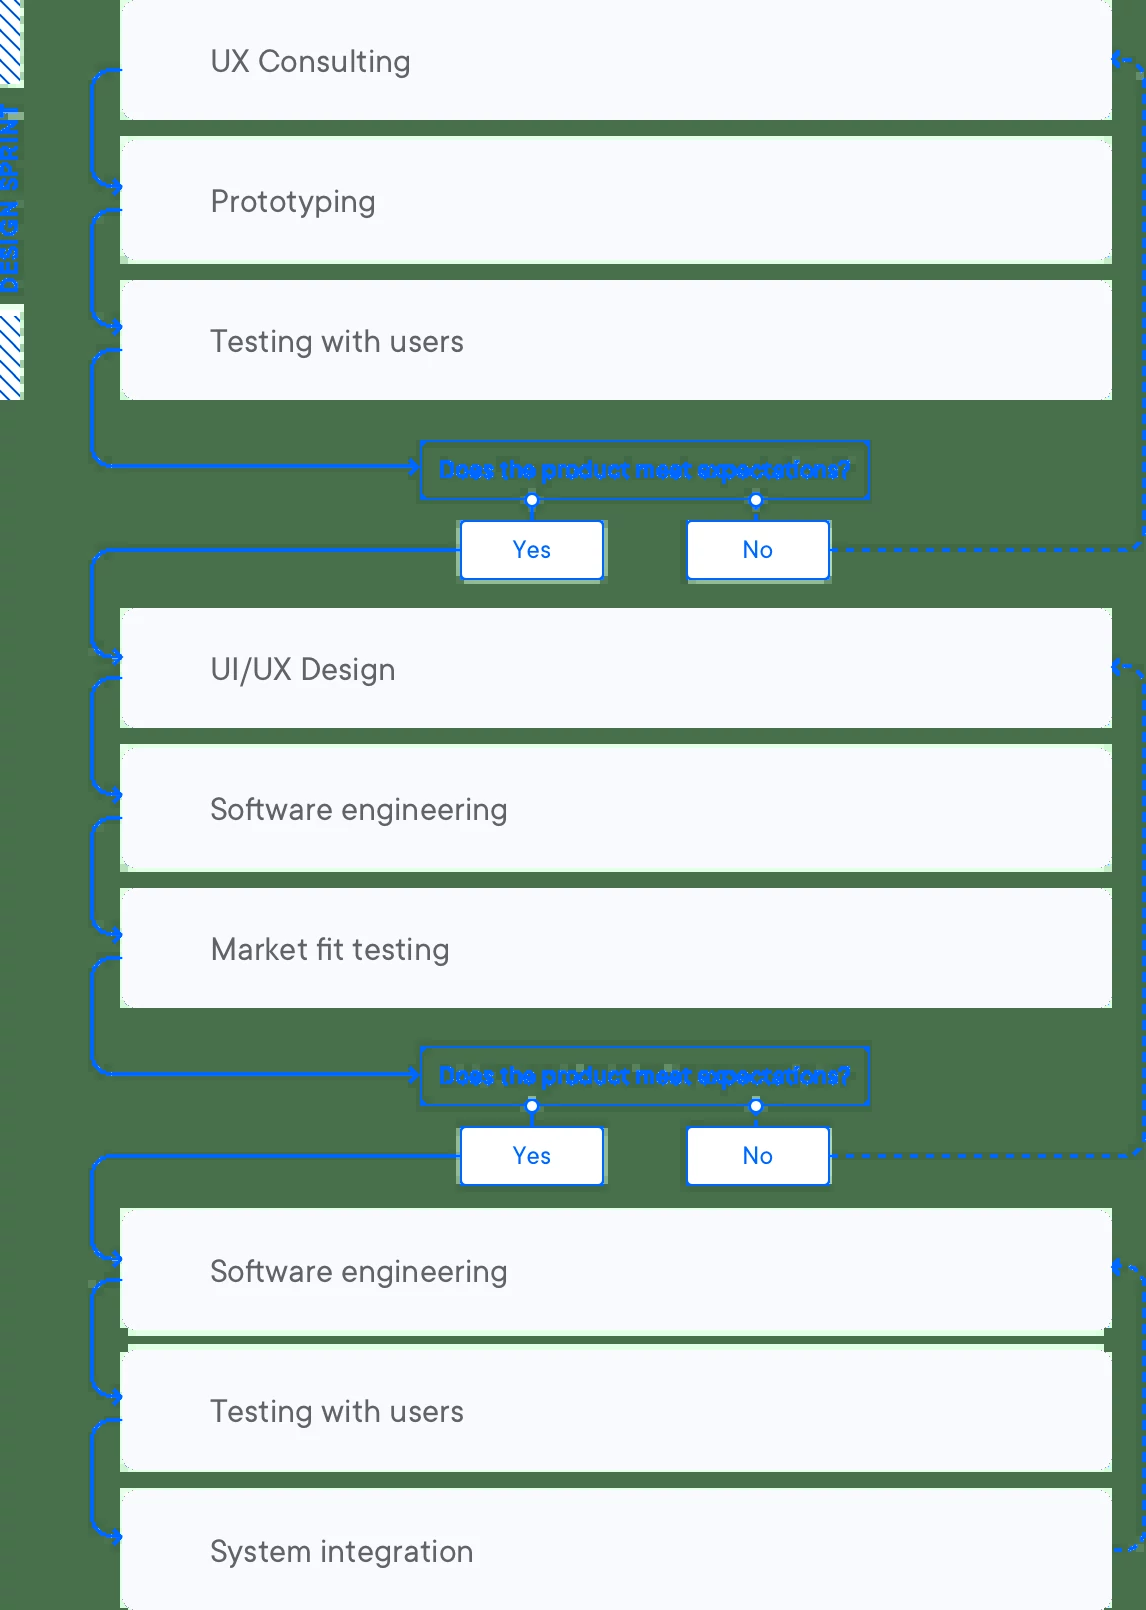 DESIGN SPRINT
UX Consulting
Prototyping
Testing with users
Does the product meet expectations?
Yes
No
UI/UX Design
Software engineering
Market fit testing
Does the product meet expectations?
Yes
No
Software engineering
Testing with users
System integration